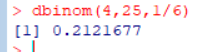 > dbinom(4,25,1/6)
[1] 0.2121677
>